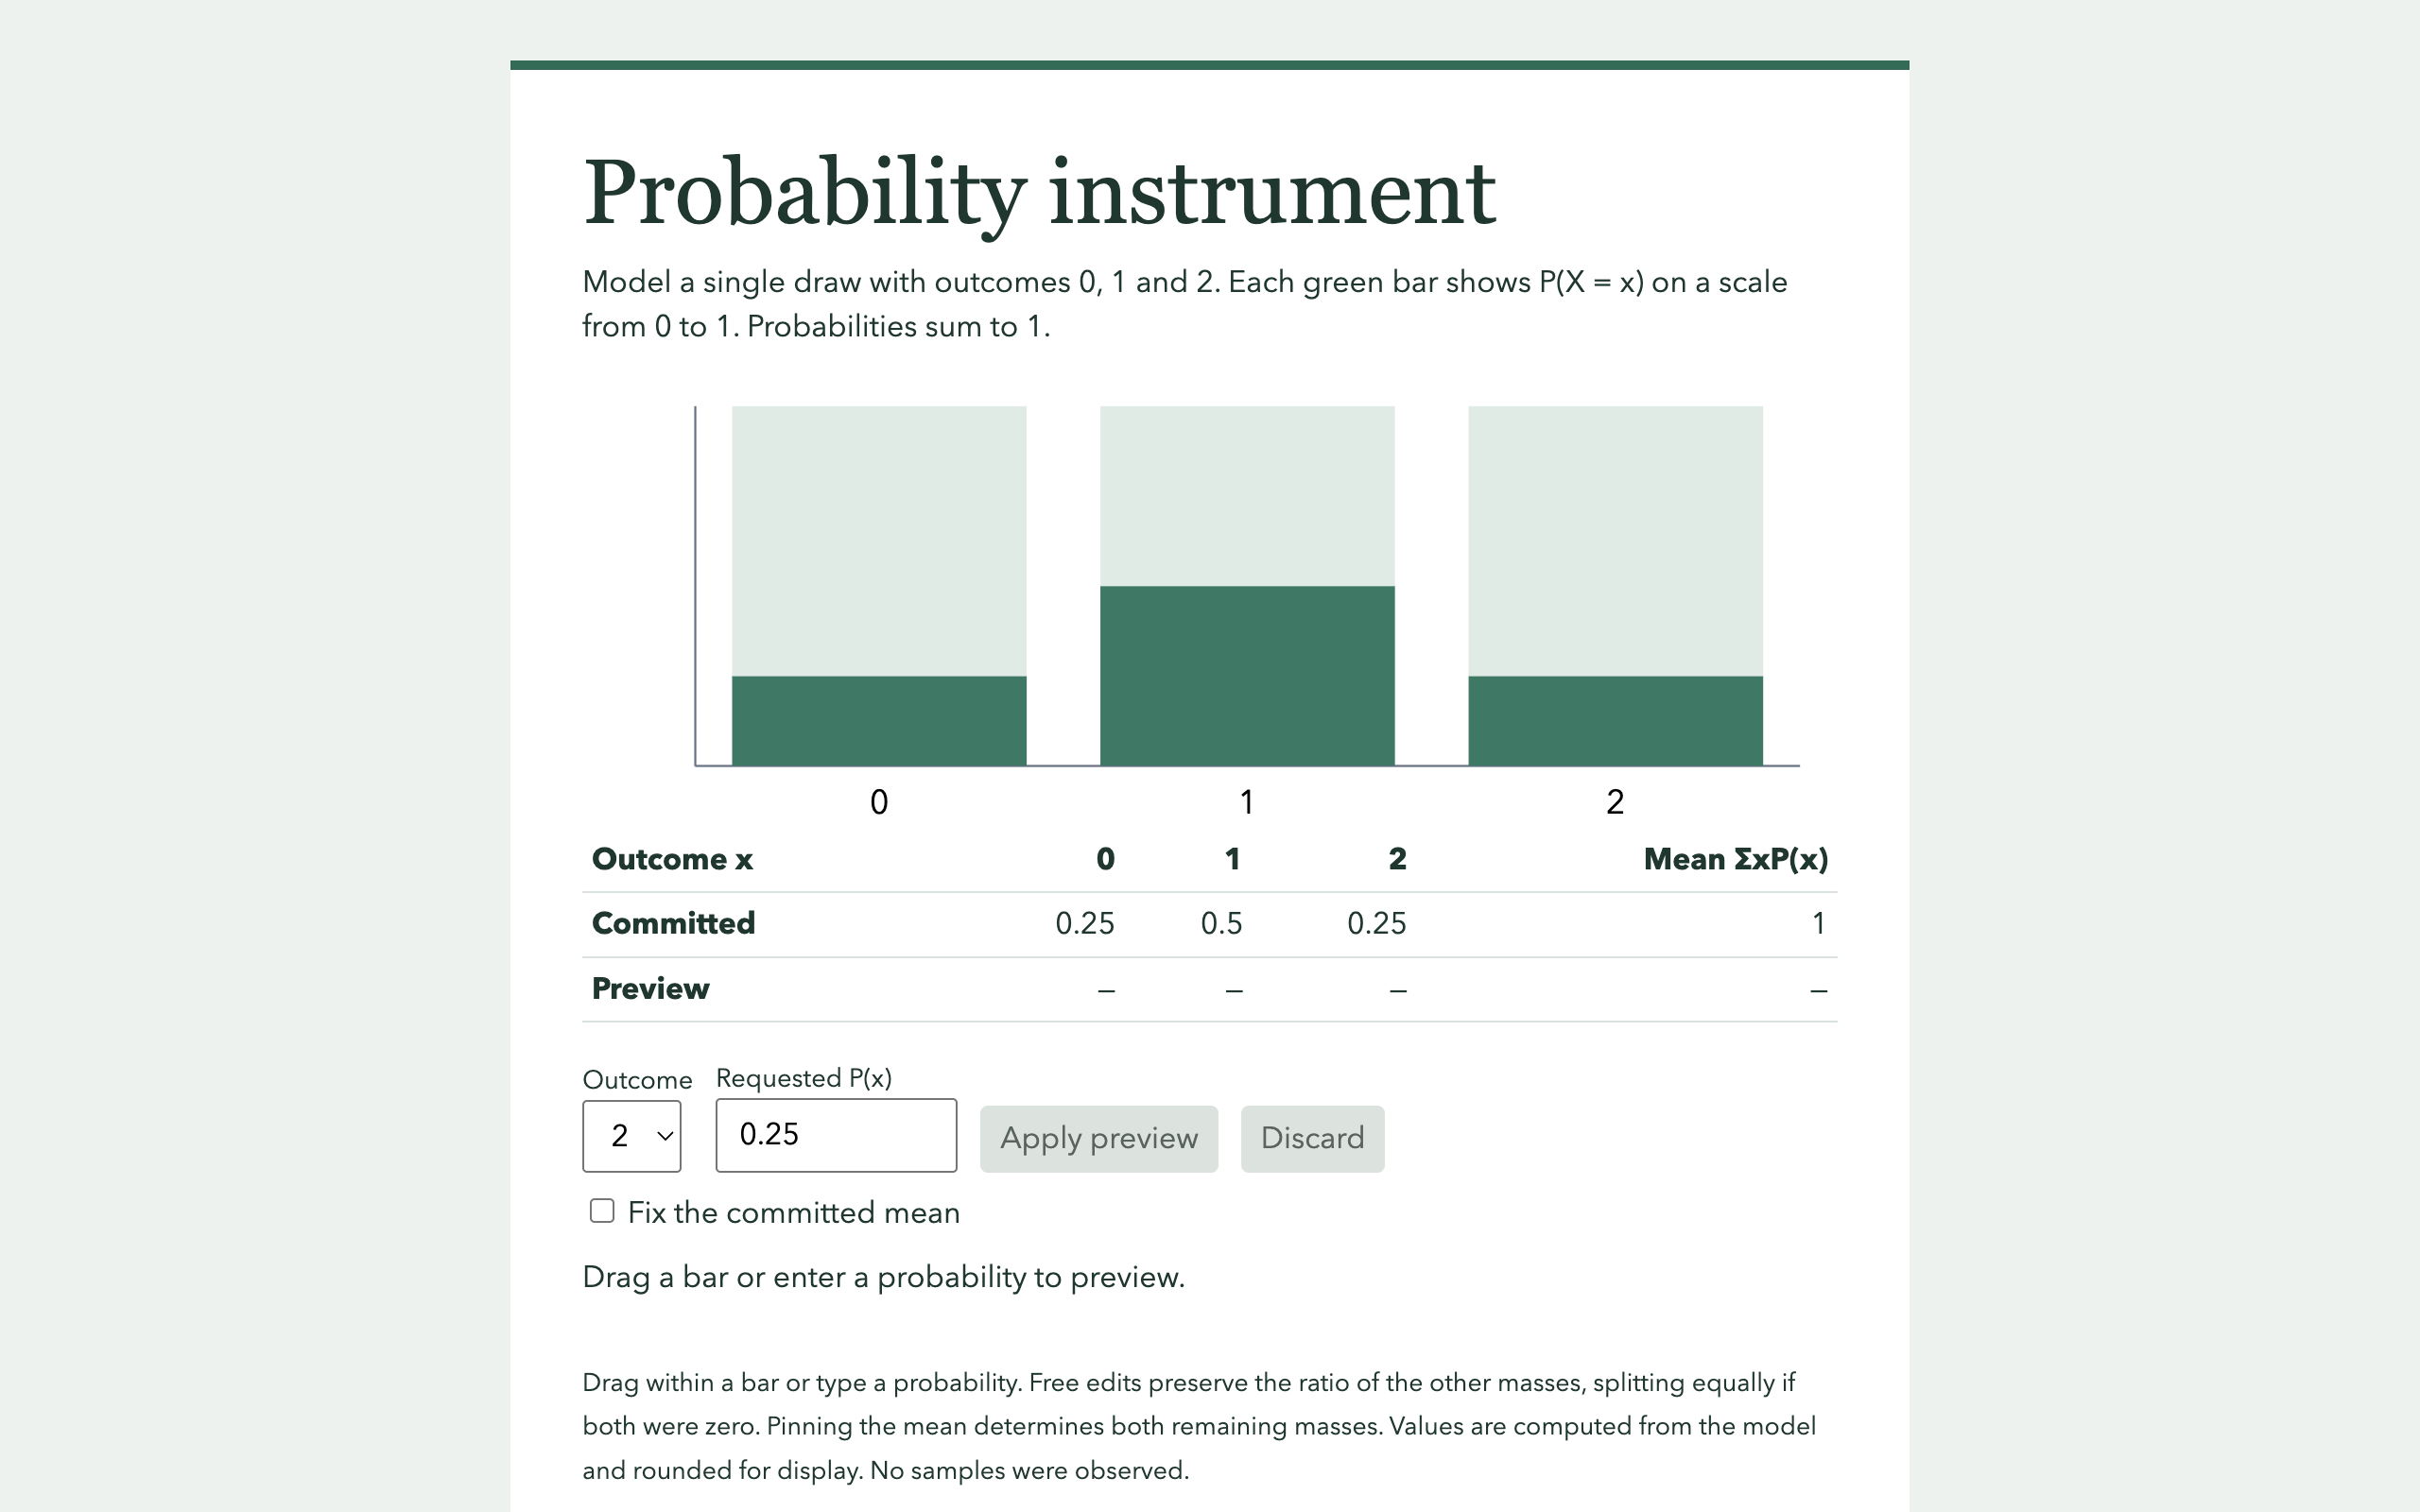 Probability instrument
Model a single draw with outcomes 0, 1 and 2. Each green bar shows P(X = x) on a scale
from 0 to 1. Probabilities sum to 1.
0 1 2
Outcome x 0 1 2 Mean ΣxP(x)
Committed 0.25 0.5 0.25 1
Preview – – – –
Outcome Requested P(x)
2 0.25 Apply preview Discard
Fix the committed mean
Drag a bar or enter a probability to preview.
Drag within a bar or type a probability. Free edits preserve the ratio of the other masses, splitting equally if
both were zero. Pinning the mean determines both remaining masses. Values are computed from the model
and rounded for display. No samples were observed.